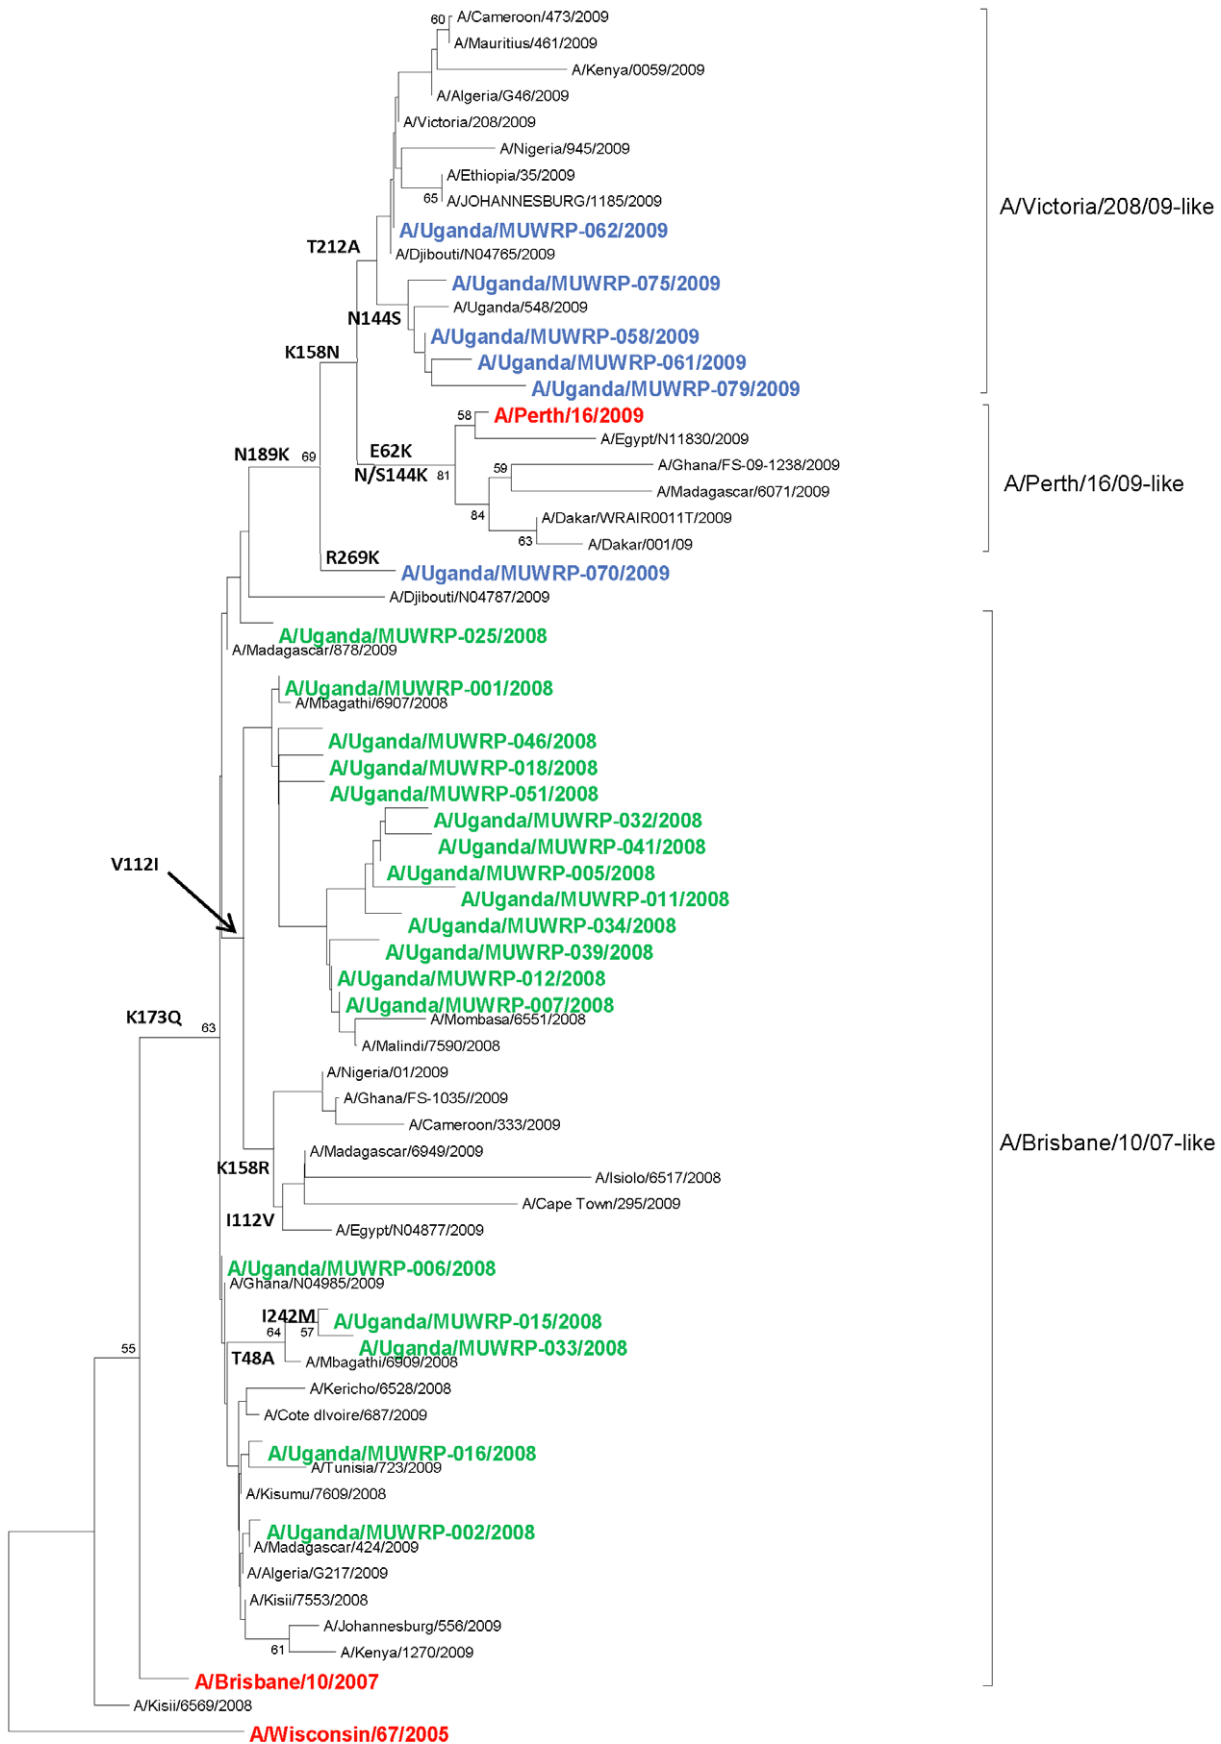 60
A/Cameroon/473/2009
A/Mauritius/461/2009
A/Kenya/0059/2009
A/Algeria/G46/2009
A/Victoria/208/2009
A/Nigeria/945/2009
A/Ethiopia/35/2009
65
A/JOHANNESBURG/1185/2009
A/Victoria/208/09-like
A/Uganda/MUWRP-062/2009
T212A
A/Djibouti/N04765/2009
A/Uganda/MUWRP-075/2009
A/Uganda/548/2009
N144S
A/Uganda/MUWRP-058/2009
K158N
A/Uganda/MUWRP-061/2009
A/Uganda/MUWRP-079/2009
58
A/Perth/16/2009
A/Egypt/N11830/2009
N189K
69
E62K
N/S144K
81
59
A/Ghana/FS-09-1238/2009
A/Perth/16/09-like
A/Madagascar/6071/2009
84
A/Dakar/WRAIR0011T/2009
63
A/Dakar/001/09
R269K
A/Uganda/MUWRP-070/2009
A/Djibouti/N04787/2009
A/Uganda/MUWRP-025/2008
A/Madagascar/878/2009
A/Uganda/MUWRP-001/2008
A/Mbagathi/6907/2008
A/Uganda/MUWRP-046/2008
A/Uganda/MUWRP-018/2008
A/Uganda/MUWRP-051/2008
A/Uganda/MUWRP-032/2008
A/Uganda/MUWRP-041/2008
V112I
A/Uganda/MUWRP-005/2008
A/Uganda/MUWRP-011/2008
A/Uganda/MUWRP-034/2008
A/Uganda/MUWRP-039/2008
A/Uganda/MUWRP-012/2008
A/Uganda/MUWRP-007/2008
K173Q
63
A/Mombasa/6551/2008
A/Malindi/7590/2008
A/Nigeria/01/2009
A/Ghana/FS-1035//2009
A/Cameroon/333/2009
A/Brisbane/10/07-like
A/Madagascar/6949/2009
K158R
A/Isiolo/6517/2008
A/Cape Town/295/2009
I112V
A/Egypt/N04877/2009
A/Uganda/MUWRP-006/2008
A/Ghana/N04985/2009
I242M
64
57
A/Uganda/MUWRP-015/2008
A/Uganda/MUWRP-033/2008
55
T48A
A/Mbagathi/6909/2008
A/Kericho/6528/2008
A/Cote dIvoire/687/2009
A/Uganda/MUWRP-016/2008
A/Tunisia/723/2009
A/Kisumu/7609/2008
A/Uganda/MUWRP-002/2008
A/Madagascar/424/2009
A/Algeria/G217/2009
A/Kisii/7553/2008
A/Johannesburg/556/2009
61
A/Kenya/1270/2009
A/Brisbane/10/2007
A/Kisii/6569/2008
A/Wisconsin/67/2005